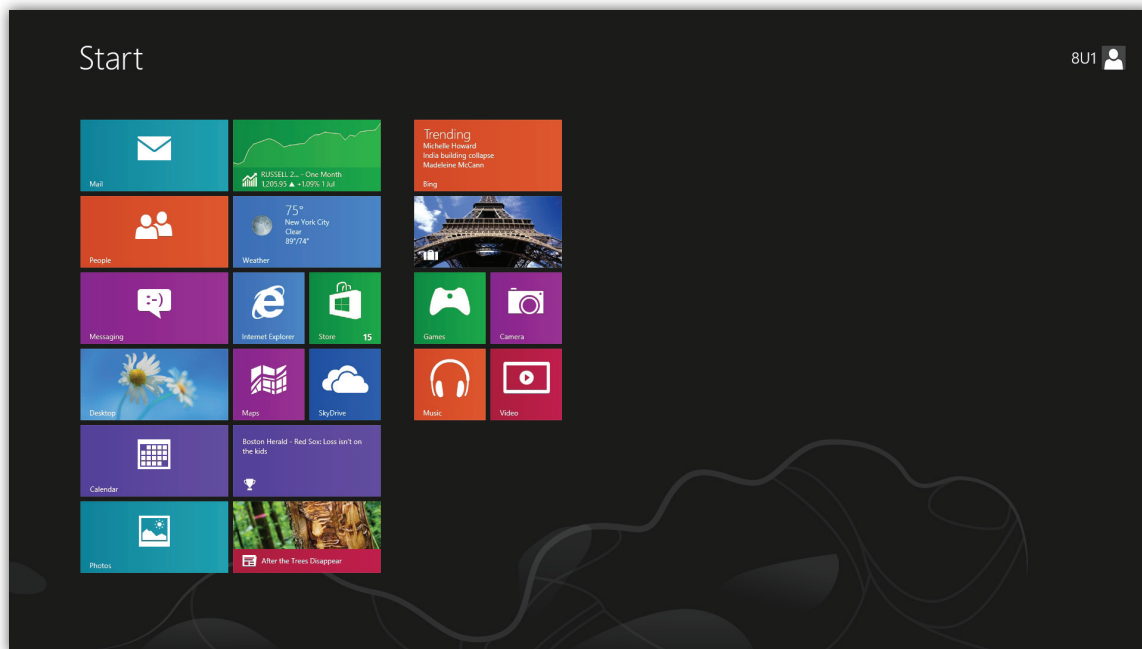 Start
8U1
Mail
RUSSELL 2... - One Month
1,205.95 ▲ +1.09% 1 Jul
People
75°
New York City
Clear
89°/74°
Weather
Messaging
:-)
Internet Explorer
Store
15
Desktop
Maps
SkyDrive
Calendar
Boston Herald - Red Sox: Loss isn't on
the kids
Photos
After the Trees Disappear
Trending
Michelle Howard
India building collapse
Madeleine McCann
Bing
Games
Camera
Music
Video